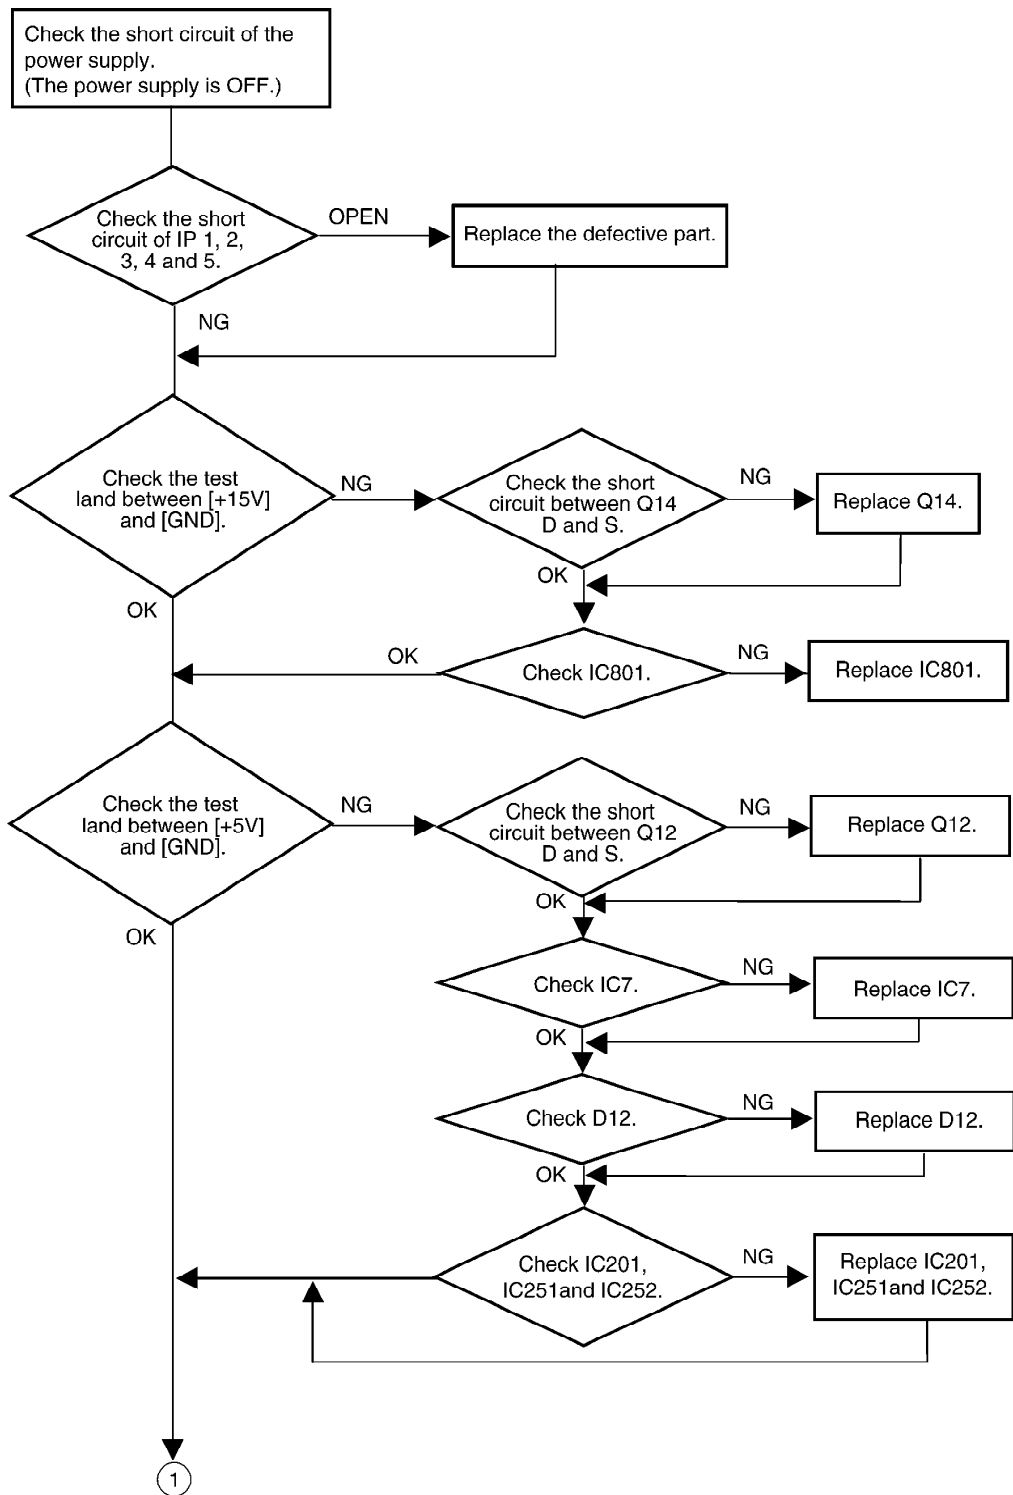 Check the short circuit of the
power supply.
(The power supply is OFF.)
Check the short
circuit of IP 1, 2,
3, 4 and 5.
OPEN
Replace the defective part.
NG
Check the test
land between [+15V]
and [GND].
NG
Check the short
circuit between Q14
D and S.
NG
Replace Q14.
OK
OK
Check IC801.
NG
Replace IC801.
OK
Check the test
land between [+5V]
and [GND].
NG
Check the short
circuit between Q12
D and S.
NG
Replace Q12.
OK
OK
Check IC7.
NG
Replace IC7.
OK
Check D12.
NG
Replace D12.
OK
Check IC201,
IC251and IC252.
NG
Replace IC201,
IC251and IC252.
1